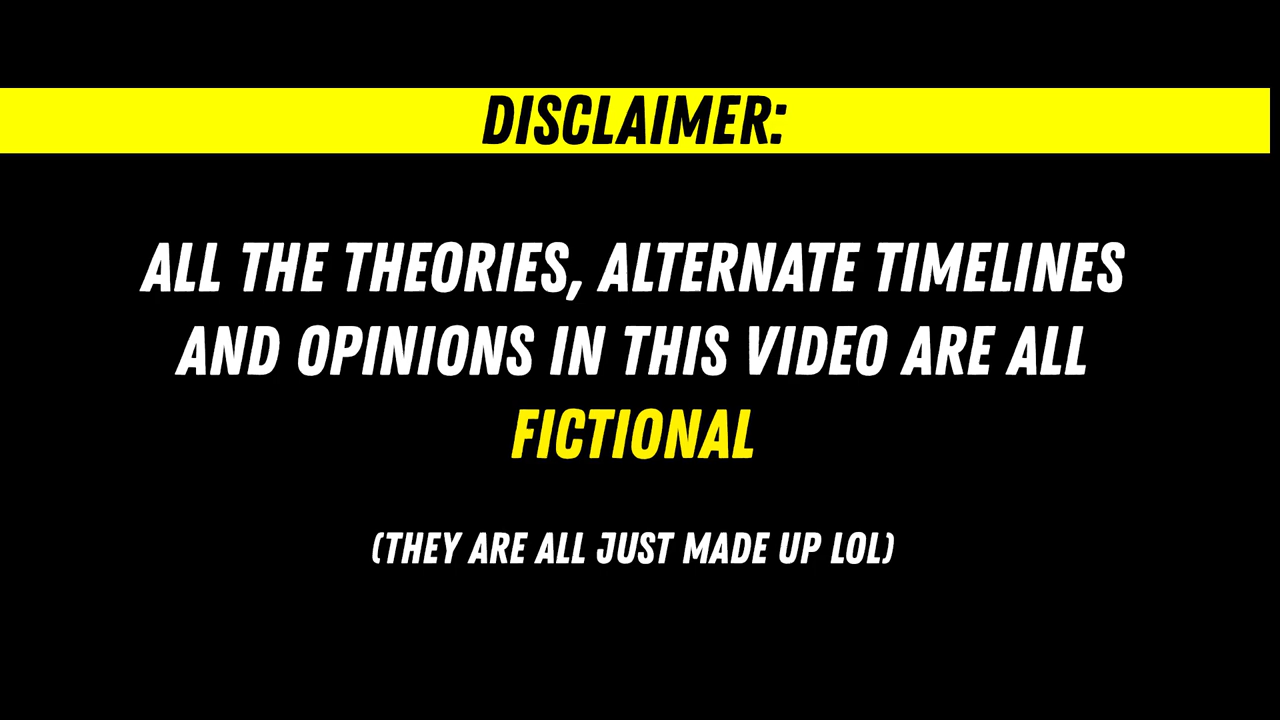 DISCLAIMER:
ALL THE THEORIES, ALTERNATE TIMELINES
AND OPINIONS IN THIS VIDEO ARE ALL
FICTIONAL
(THEY ARE ALL JUST MADE UP LOL)